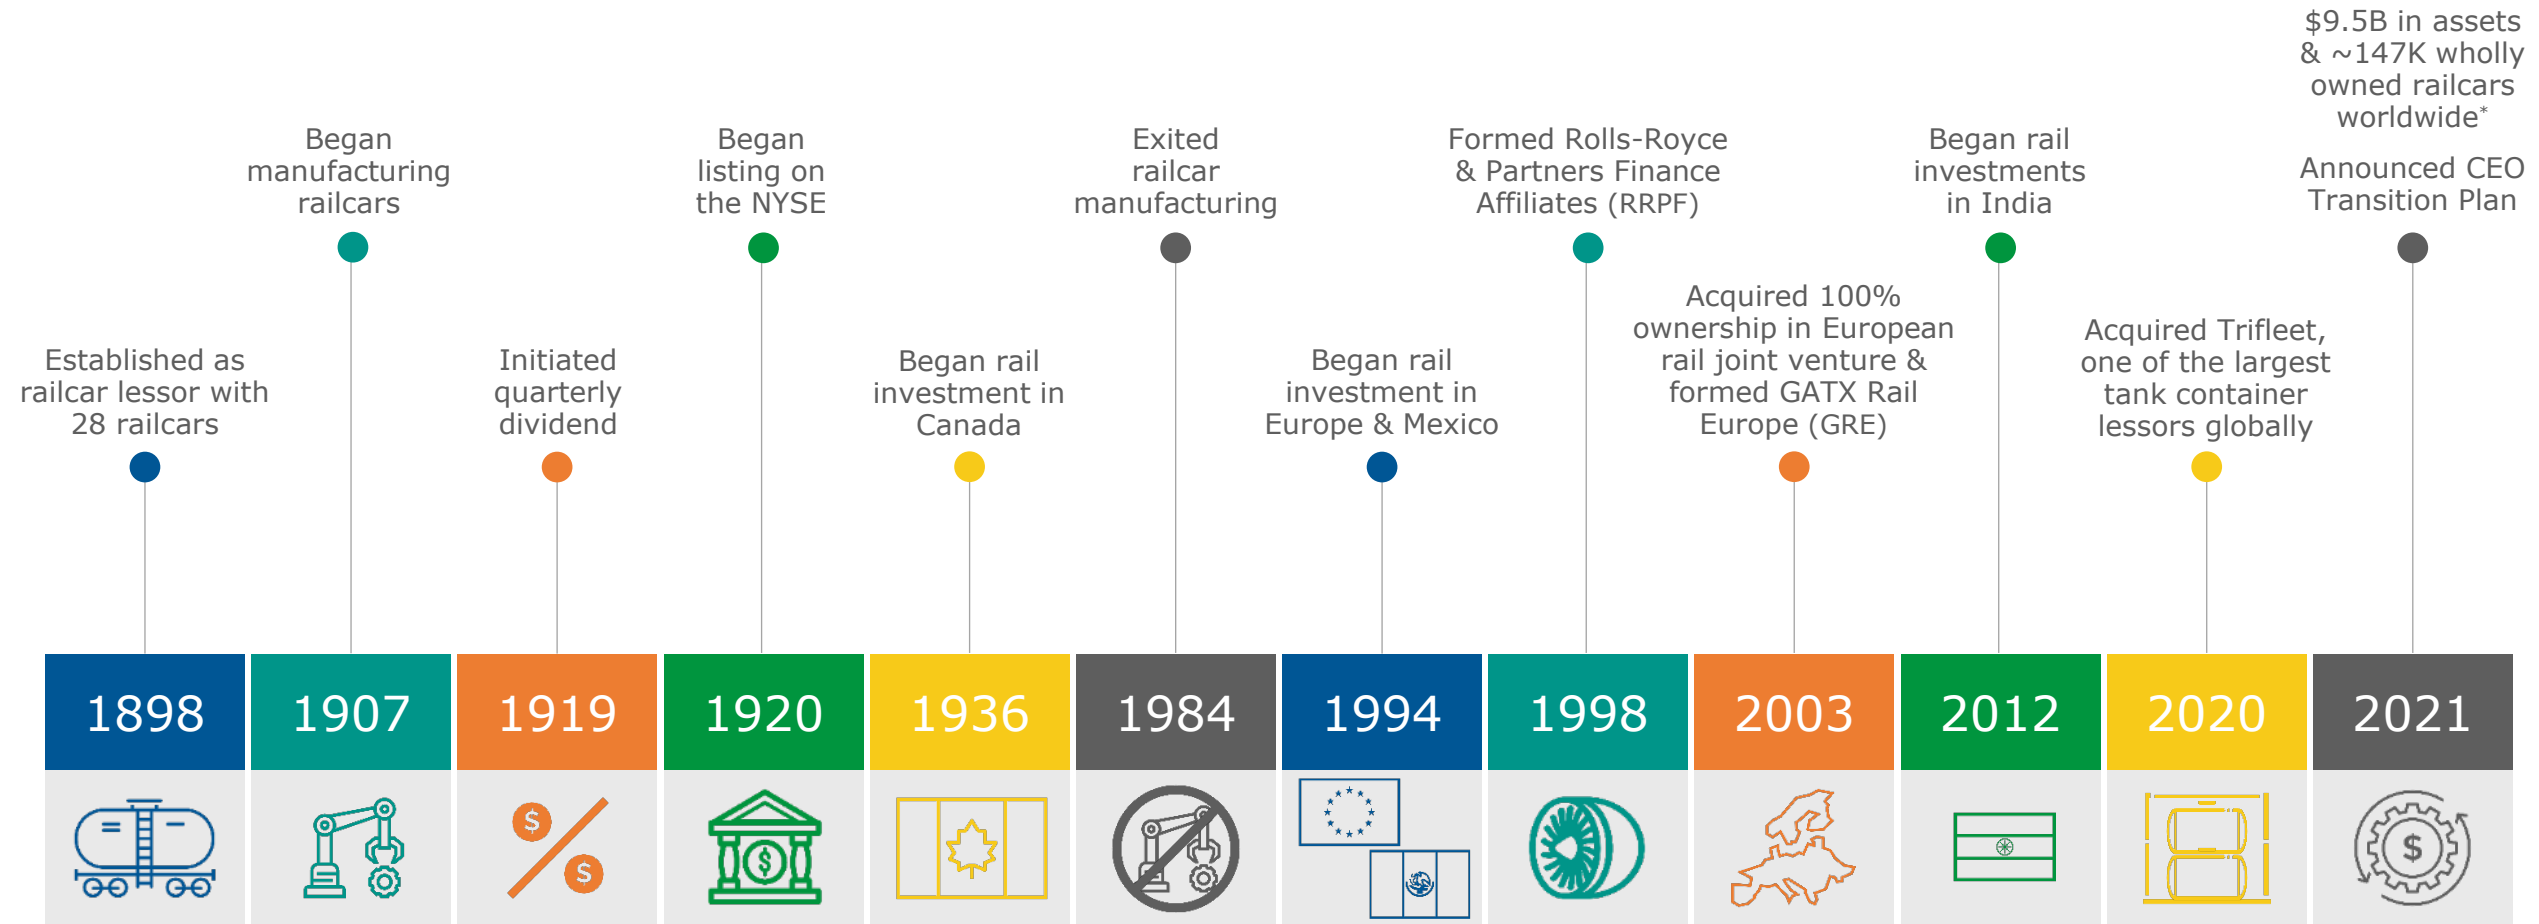 Established as
railcar lessor with
28 railcars
Began
manufacturing
railcars
Initiated
quarterly
dividend
Began
listing on
the NYSE
Began rail
investment in
Canada
Exited
railcar
manufacturing
Began rail
investment in
Europe & Mexico
Formed Rolls-Royce
& Partners Finance
Affiliates (RRPF)
Acquired 100%
ownership in European
rail joint venture &
formed GATX Rail
Europe (GRE)
Began rail
investments
in India
Acquired Trifleet,
one of the largest
tank container
lessors globally
$9.5B in assets
& ~147K wholly
owned railcars
worldwide*
Announced CEO
Transition Plan
1898
1907
1919
1920
1936
1984
1994
1998
2003
2012
2020
2021
$
$
$
$